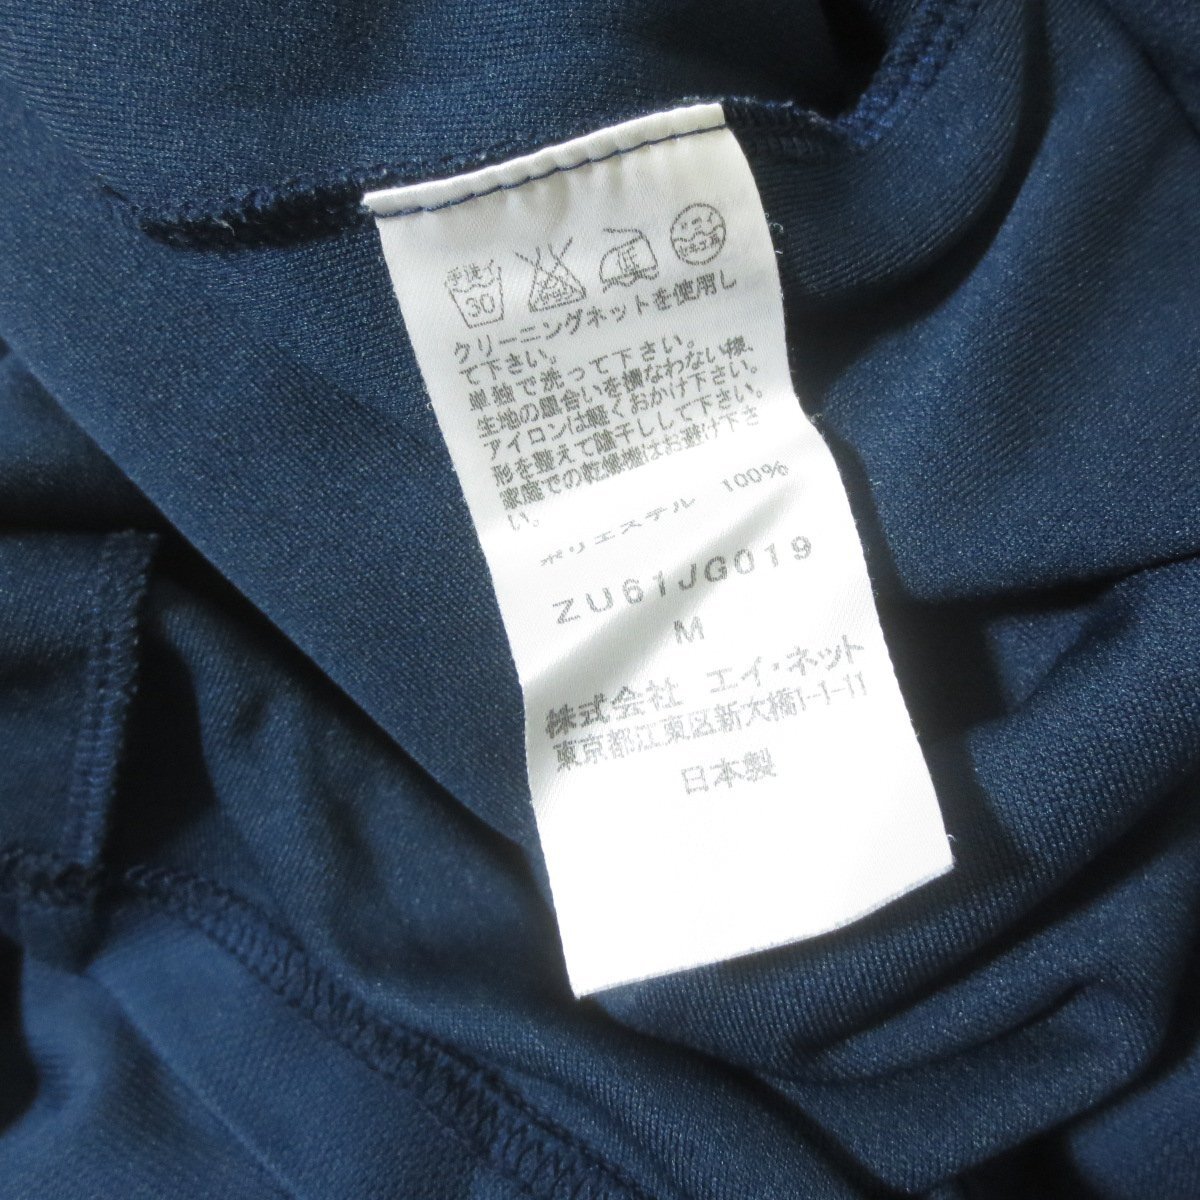 手洗イ
30
クリーニングネットを使用し
て下さい。
単独で洗って下さい。
生地の風合いを損なわない様、
アイロンは軽くおかけ下さい。
形を整えて陰干しして下さい。
家庭での乾燥機はお避け下さ
い。
ポリエステル 100%
ZU61JG019
M
株式会社 エイ・ネット
東京都江東区新大橋1-1-11
日本製